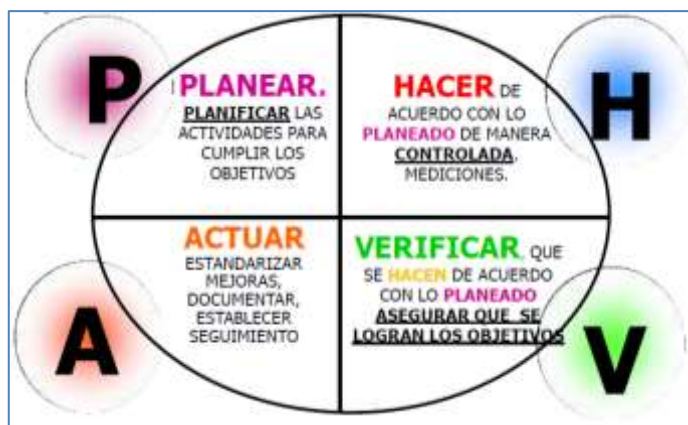 P
PLANEAR.
PLANIFICAR LAS
ACTIVIDADES PARA
CUMPLIR LOS
OBJETIVOS
H
HACER DE
ACUERDO CON LO
PLANEADO DE MANERA
CONTROLADA.
MEDICIONES.
A
ACTUAR
ESTANDARIZAR
MEJORAS,
DOCUMENTAR,
ESTABLECER
SEGUIMIENTO
V
VERIFICAR, QUE
SE HACEN DE ACUERDO
CON LO PLANEADO
ASEGURAR QUE SE
LOGRAN LOS OBJETIVOS